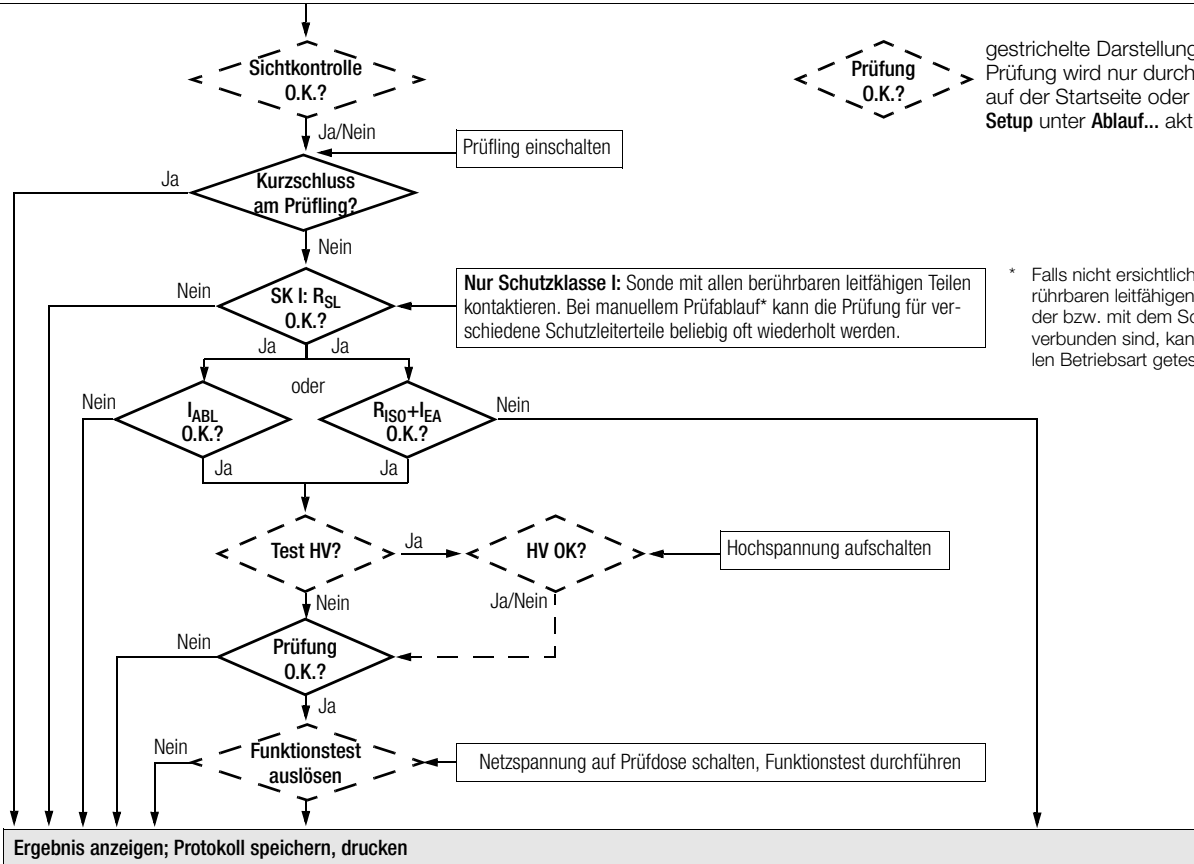 Sichtkontrolle
O.K.?
Prüfung
O.K.?
gestrichelte Darstellung
Prüfung wird nur durch
auf der Startseite oder
Setup unter Ablauf... akt
Ja/Nein
Prüfling einschalten
Ja
Kurzschluss
am Prüfling?
Nein
Nein
SK I: RSL
O.K.?
Nur Schutzklasse I: Sonde mit allen berührbaren leitfähigen Teilen
kontaktieren. Bei manuellem Prüfablauf* kann die Prüfung für ver-
schiedene Schutzleiterteile beliebig oft wiederholt werden.
* Falls nicht ersichtlich
rührbaren leitfähigen
der bzw. mit dem Sc
verbunden sind, kan
len Betriebsart getes
Ja
Ja
oder
Nein
IABL
O.K.?
RISO+IEA
O.K.?
Nein
Ja
Ja
Test HV?
Ja
HV OK?
Hochspannung aufschalten
Nein
Ja/Nein
Nein
Prüfung
O.K.?
Ja
Nein
Funktionstest
auslösen
Netzspannung auf Prüfdose schalten, Funktionstest durchführen
Ergebnis anzeigen; Protokoll speichern, drucken